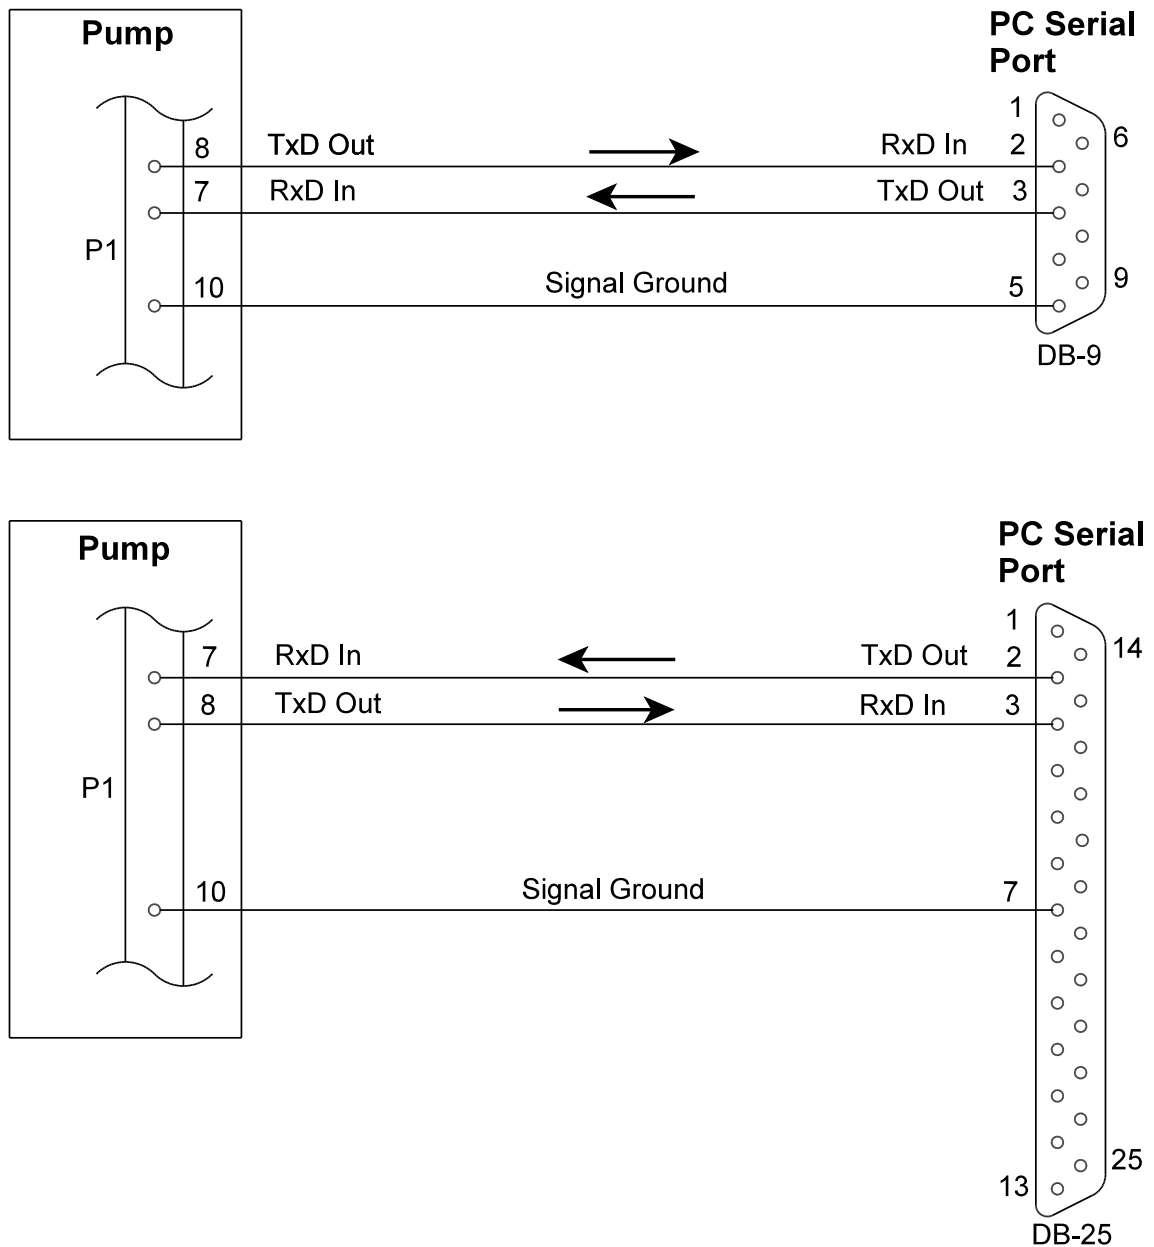 Pump
PC Serial
Port
1
6
8 TxD Out RxD In 2
7 RxD In TxD Out 3
P1
10 Signal Ground 5
9
DB-9
Pump
PC Serial
Port
1
14
7 RxD In TxD Out 2
8 TxD Out RxD In 3
P1
10 Signal Ground 7
25
13
DB-25